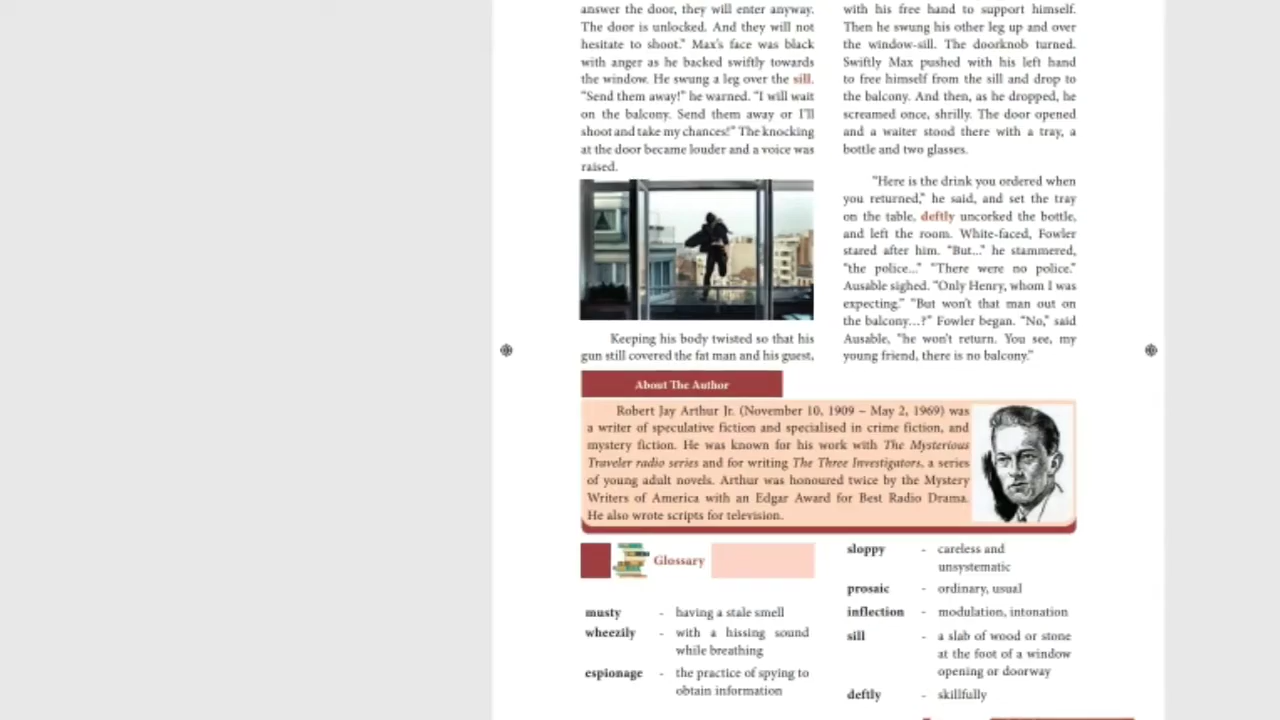 answer the door, they will enter anyway.
The door is unlocked. And they will not
hesitate to shoot." Max's face was black
with anger as he backed swiftly towards
the window. He swung a leg over the sill.
"Send them away!" he warned. "I will wait
on the balcony. Send them away or I'll
shoot and take my chances!" The knocking
at the door became louder and a voice was
raised.
Keeping his body twisted so that his
gun still covered the fat man and his guest,
with his free hand to support himself.
Then he swung his other leg up and over
the window-sill. The doorknob turned.
Swiftly Max pushed with his left hand
to free himself from the sill and drop to
the balcony. And then, as he dropped, he
screamed once, shrilly. The door opened
and a waiter stood there with a tray, a
bottle and two glasses.
"Here is the drink you ordered when
you returned," he said, and set the tray
on the table, deftly uncorked the bottle,
and left the room. White-faced, Fowler
stared after him. "But..." he stammered,
"the police..." "There were no police."
Ausable sighed. "Only Henry, whom I was
expecting." "But won't that man out on
the balcony…?" Fowler began. "No," said
Ausable, "he won't return. You see, my
young friend, there is no balcony."
About The Author
Robert Jay Arthur Jr. (November 10, 1909 – May 2, 1969) was
a writer of speculative fiction and specialised in crime fiction, and
mystery fiction. He was known for his work with The Mysterious
Traveler radio series and for writing The Three Investigators, a series
of young adult novels. Arthur was honoured twice by the Mystery
Writers of America with an Edgar Award for Best Radio Drama.
He also wrote scripts for television.
Glossary
musty - having a stale smell
wheezily - with a hissing sound
while breathing
espionage - the practice of spying to
obtain information
sloppy - careless and
unsystematic
prosaic - ordinary, usual
inflection - modulation, intonation
sill - a slab of wood or stone
at the foot of a window
opening or doorway
deftly - skillfully